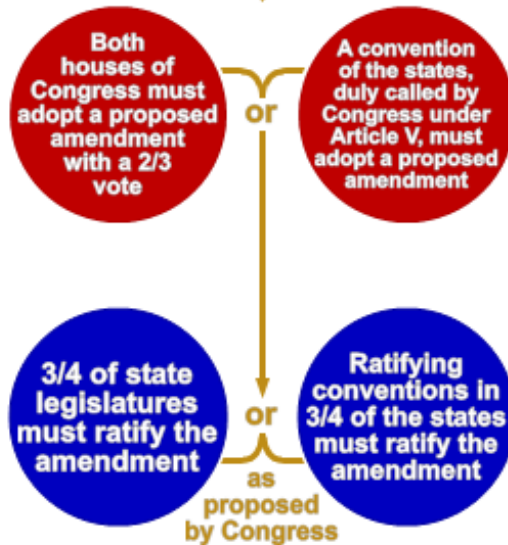 Both
houses of
Congress must
adopt a proposed
amendment
with a 2/3
vote
or
A convention
of the states,
duly called by
Congress under
Article V, must
adopt a proposed
amendment
3/4 of state
legislatures
must ratify the
amendment
or
Ratifying
conventions in
3/4 of the states
must ratify the
amendment
as
proposed
by Congress